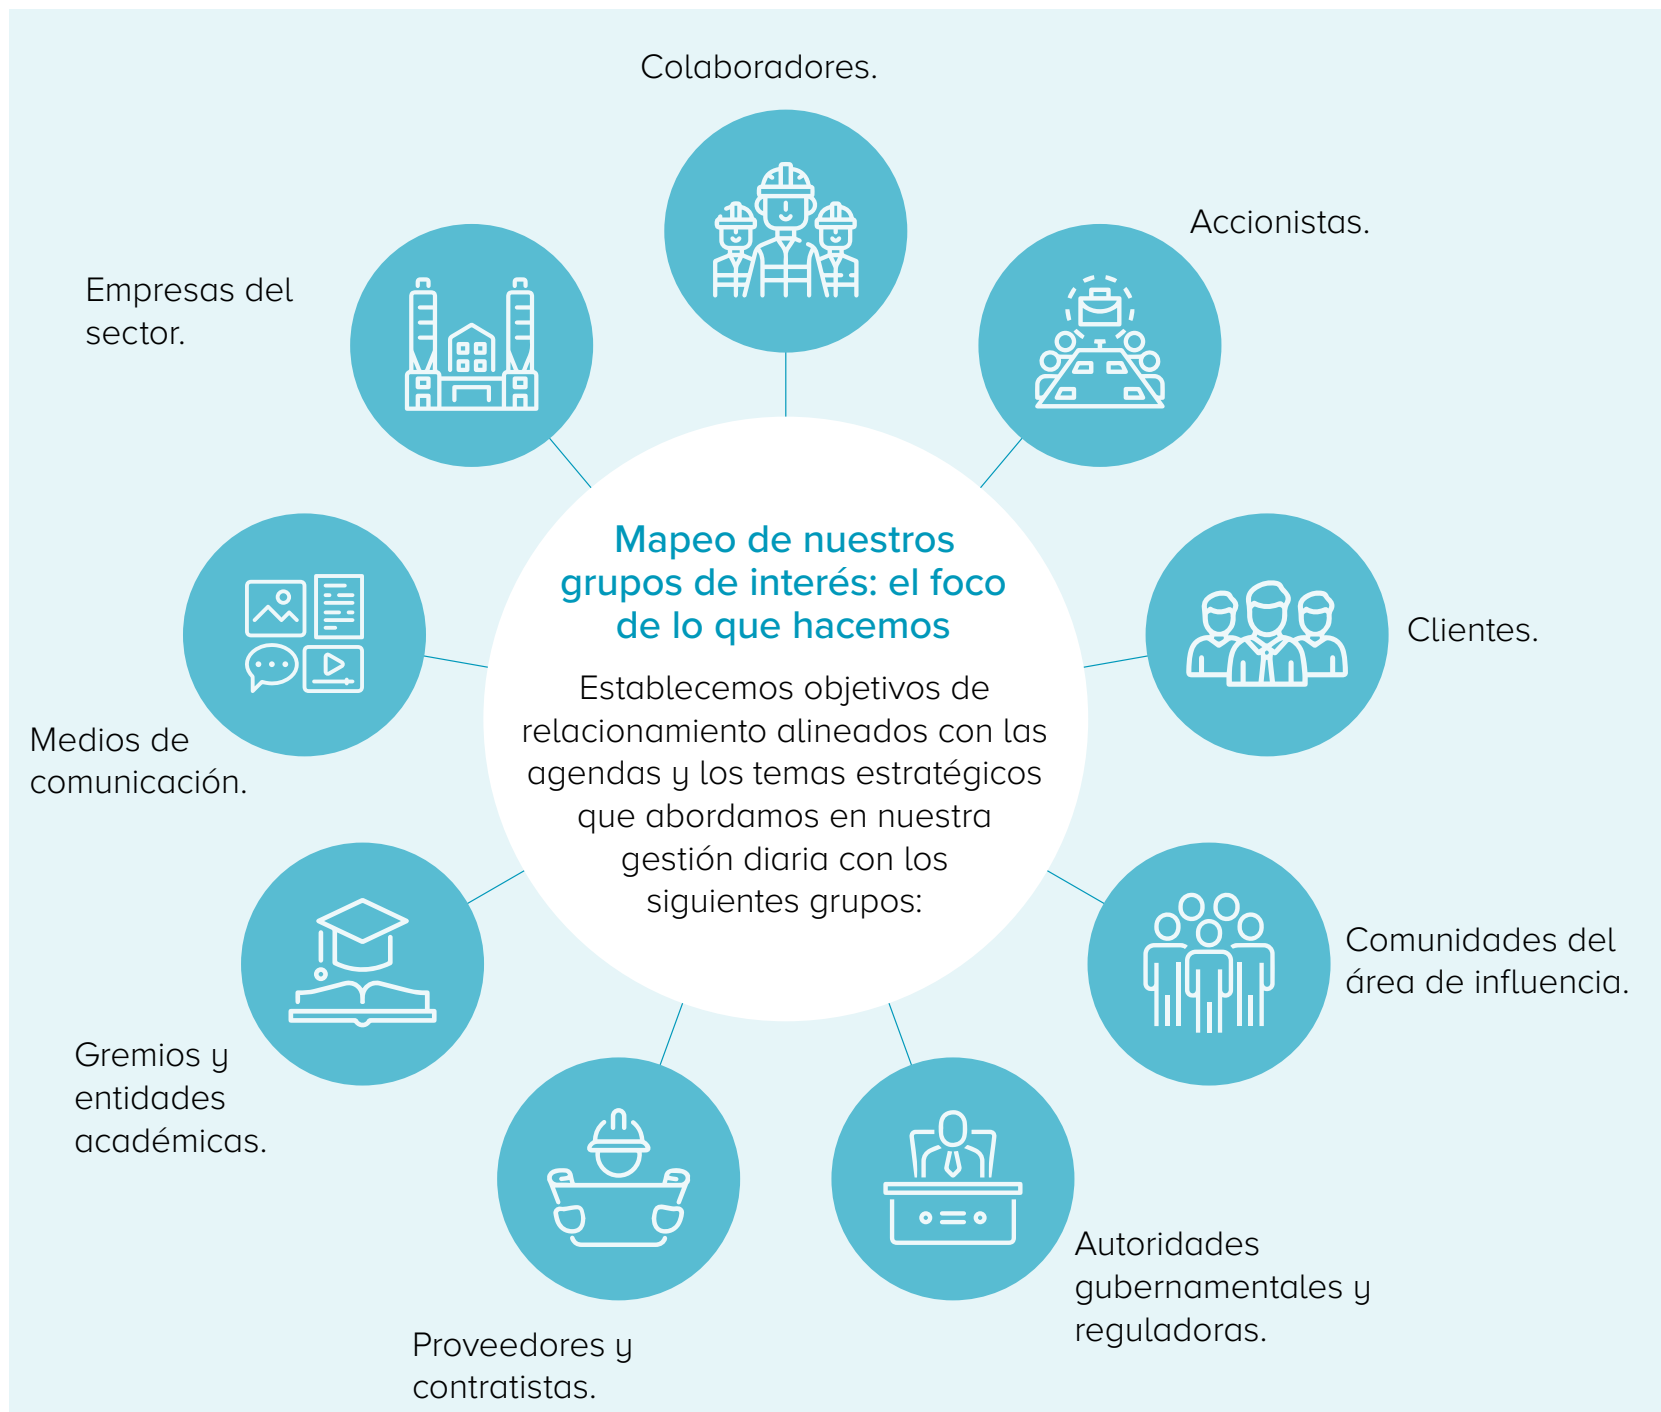 Colaboradores.
Accionistas.
Empresas del
sector.
Mapeo de nuestros
grupos de interés: el foco
de lo que hacemos
Establecemos objetivos de
relacionamiento alineados con las
agendas y los temas estratégicos
que abordamos en nuestra
gestión diaria con los
siguientes grupos:
Clientes.
Medios de
comunicación.
Comunidades del
área de influencia.
Gremios y
entidades
académicas.
Autoridades
gubernamentales y
reguladoras.
Proveedores y
contratistas.